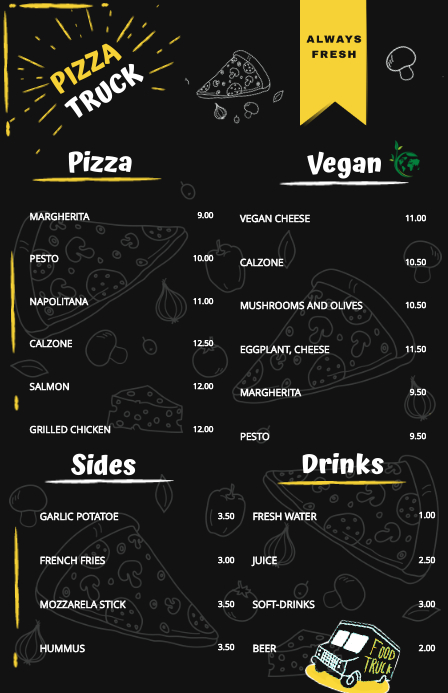 PIZZA
TRUCK
ALWAYS
FRESH
Pizza
MARGHERITA 9.00
PESTO 10.00
NAPOLITANA 11.00
CALZONE 12.50
SALMON 12.00
GRILLED CHICKEN 12.00
Vegan
VEGAN CHEESE 11.00
CALZONE 10.50
MUSHROOMS AND OLIVES 10.50
EGGPLANT, CHEESE 11.50
MARGHERITA 9.50
PESTO 9.50
Sides
GARLIC POTATOE 3.50
FRENCH FRIES 3.00
MOZZARELA STICK 3.50
HUMMUS 3.50
Drinks
FRESH WATER 1.00
JUICE 2.50
SOFT-DRINKS 3.00
BEER 2.00
FOOD
TRUCK